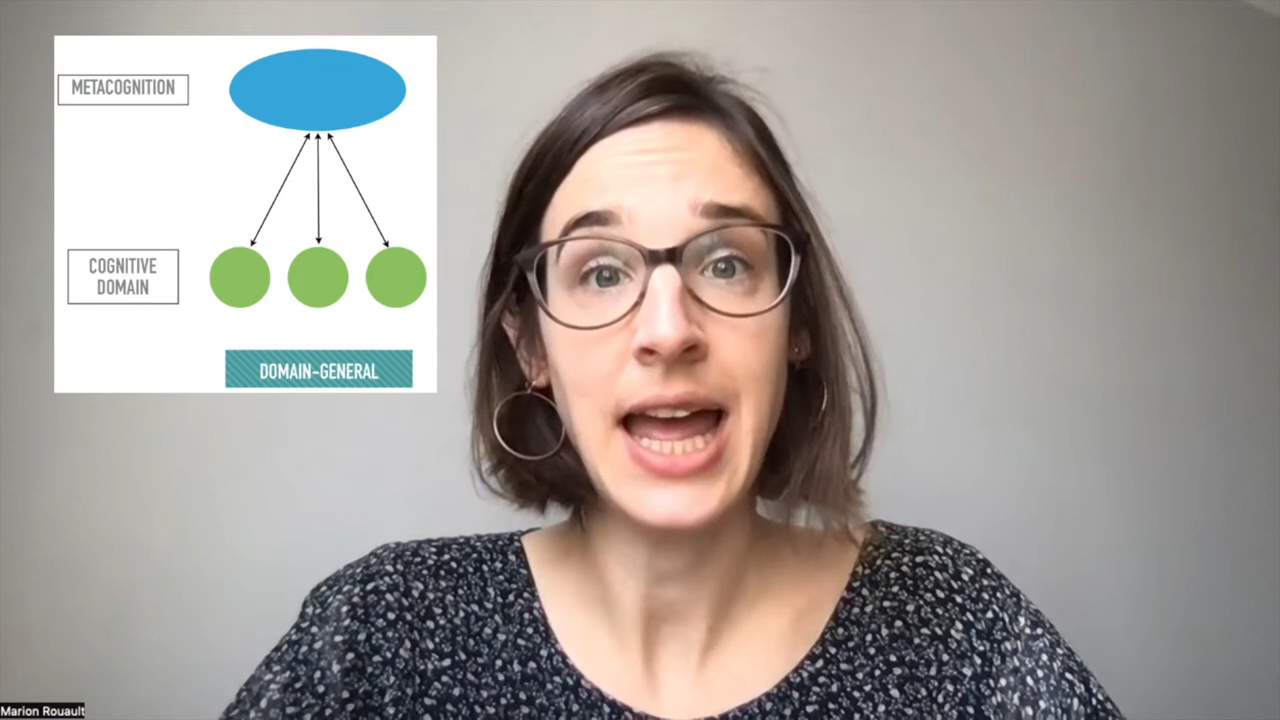 METACOGNITION
COGNITIVE
DOMAIN
DOMAIN-GENERAL
Marion Rouault